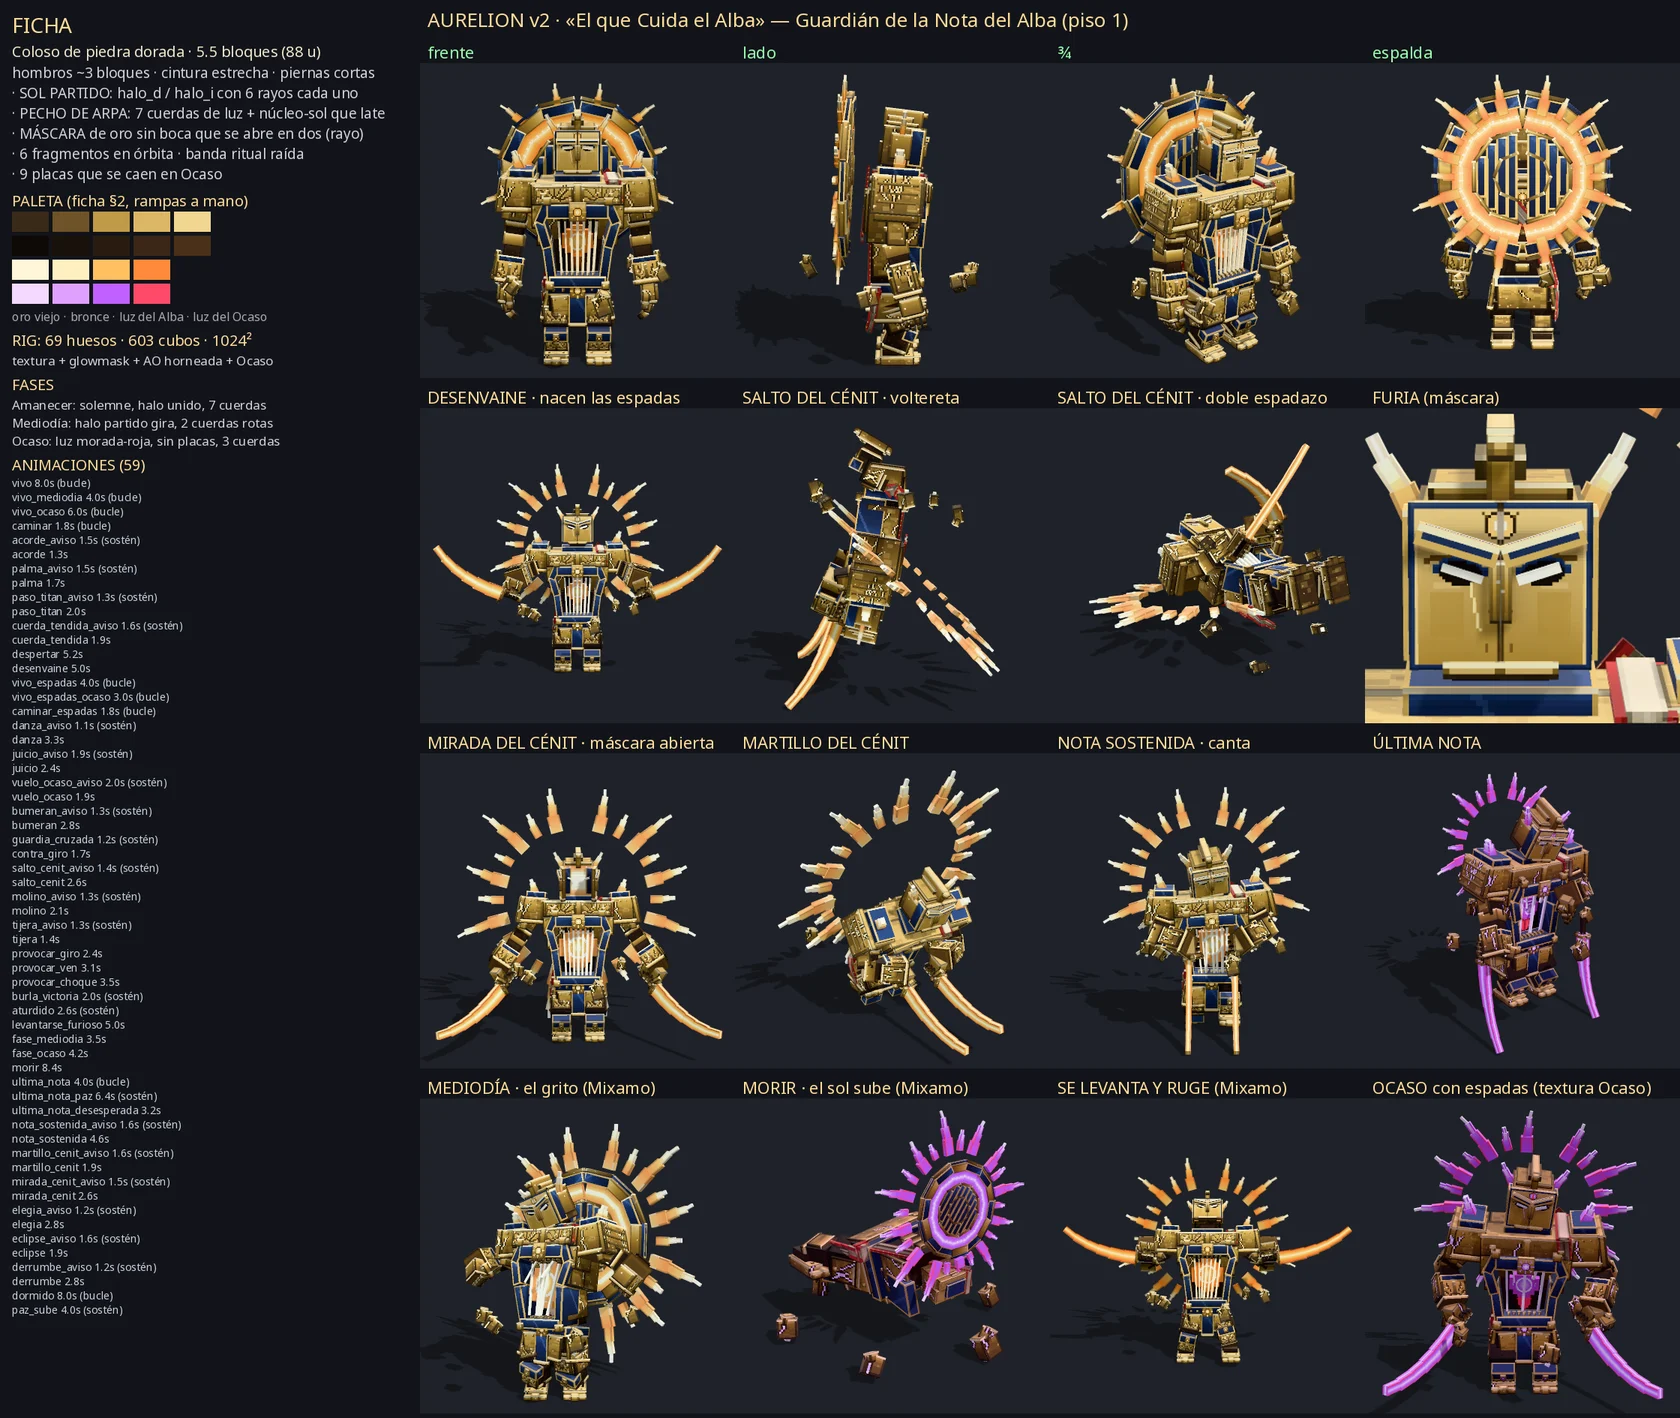 FICHA
Coloso de piedra dorada · 5.5 bloques (88 u)
hombros ~3 bloques · cintura estrecha · piernas cortas
· SOL PARTIDO: halo_d / halo_i con 6 rayos cada uno
· PECHO DE ARPA: 7 cuerdas de luz + núcleo-sol que late
· MÁSCARA de oro sin boca que se abre en dos (rayo)
· 6 fragmentos en órbita · banda ritual raída
· 9 placas que se caen en Ocaso
PALETA (ficha §2, rampas a mano)
oro viejo · bronce · luz del Alba · luz del Ocaso
RIG: 69 huesos · 603 cubos · 1024²
textura + glowmask + AO horneada + Ocaso
FASES
Amanecer: solemne, halo unido, 7 cuerdas
Mediodía: halo partido gira, 2 cuerdas rotas
Ocaso: luz morada-roja, sin placas, 3 cuerdas
ANIMACIONES (59)
vivo 8.0s (bucle)
vivo_mediodia 4.0s (bucle)
vivo_ocaso 6.0s (bucle)
caminar 1.8s (bucle)
acorde_aviso 1.5s (sostén)
acorde 1.3s
palma_aviso 1.5s (sostén)
palma 1.7s
paso_titan_aviso 1.3s (sostén)
paso_titan 2.0s
cuerda_tendida_aviso 1.6s (sostén)
cuerda_tendida 1.9s
despertar 5.2s
desenvaine 5.0s
vivo_espadas 4.0s (bucle)
vivo_espadas_ocaso 3.0s (bucle)
caminar_espadas 1.8s (bucle)
danza_aviso 1.1s (sostén)
danza 3.3s
juicio_aviso 1.9s (sostén)
juicio 2.4s
vuelo_ocaso_aviso 2.0s (sostén)
vuelo_ocaso 1.9s
bumeran_aviso 1.3s (sostén)
bumeran 2.8s
guardia_cruzada 1.2s (sostén)
contra_giro 1.7s
salto_cenit_aviso 1.4s (sostén)
salto_cenit 2.6s
molino_aviso 1.3s (sostén)
molino 2.1s
tijera_aviso 1.3s (sostén)
tijera 1.4s
provocar_giro 2.4s
provocar_ven 3.1s
provocar_choque 3.5s
burla_victoria 2.0s (sostén)
aturdido 2.6s (sostén)
levantarse_furioso 5.0s
fase_mediodia 3.5s
fase_ocaso 4.2s
morir 8.4s
ultima_nota 4.0s (bucle)
ultima_nota_paz 6.4s (sostén)
ultima_nota_desesperada 3.2s
nota_sostenida_aviso 1.6s (sostén)
nota_sostenida 4.6s
martillo_cenit_aviso 1.6s (sostén)
martillo_cenit 1.9s
mirada_cenit_aviso 1.5s (sostén)
mirada_cenit 2.6s
elegia_aviso 1.2s (sostén)
elegia 2.8s
eclipse_aviso 1.6s (sostén)
eclipse 1.9s
derrumbe_aviso 1.2s (sostén)
derrumbe 2.8s
dormido 8.0s (bucle)
paz_sube 4.0s (sostén)
AURELION v2 · «El que Cuida el Alba» — Guardián de la Nota del Alba (piso 1)
frente
lado
¾
espalda
DESENVAINE · nacen las espadas
SALTO DEL CÉNIT · voltereta
SALTO DEL CÉNIT · doble espadazo
FURIA (máscara)
MIRADA DEL CÉNIT · máscara abierta
MARTILLO DEL CÉNIT
NOTA SOSTENIDA · canta
ÚLTIMA NOTA
MEDIODÍA · el grito (Mixamo)
MORIR · el sol sube (Mixamo)
SE LEVANTA Y RUGE (Mixamo)
OCASO con espadas (textura Ocaso)